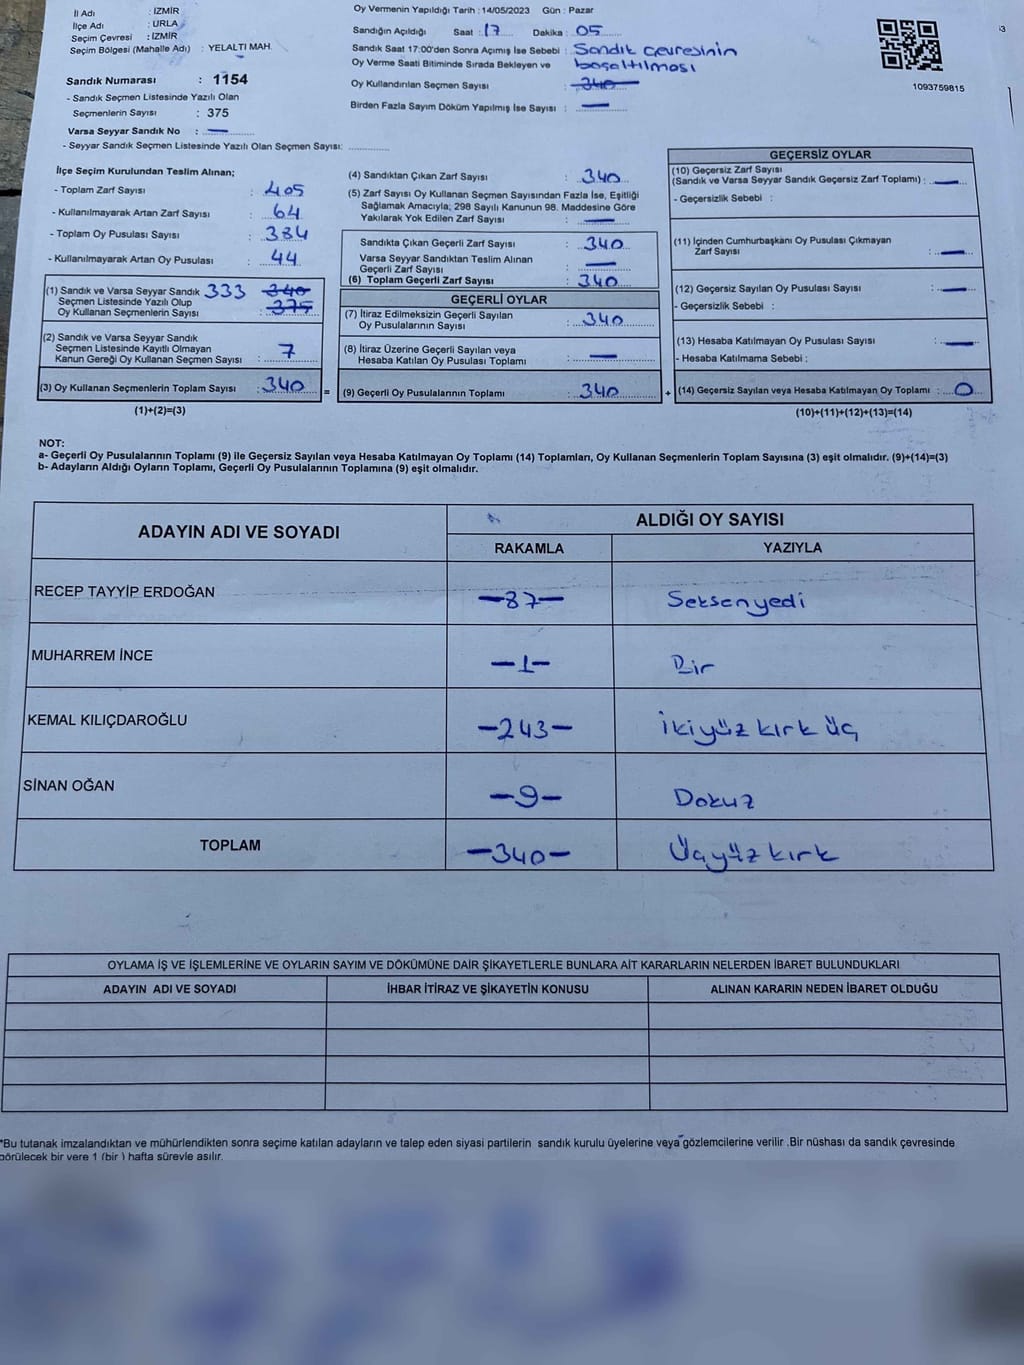 İl Adı : İZMİR
İlçe Adı : URLA
Seçim Çevresi : İZMİR
Seçim Bölgesi (Mahalle Adı) : YELALTI MAH.
Sandık Numarası : 1154
- Sandık Seçmen Listesinde Yazılı Olan
Seçmenlerin Sayısı : 375
Varsa Seyyar Sandık No : —
- Seyyar Sandık Seçmen Listesinde Yazılı Olan Seçmen Sayısı: ............
Oy Vermenin Yapıldığı Tarih : 14/05/2023 Gün : Pazar
Sandığın Açıldığı Saat : 17 Dakika : 05
Sandık Saat 17:00'den Sonra Açımış İse Sebebi : Sandık çevresinin
Oy Verme Saati Bitiminde Sırada Bekleyen ve boşaltılması
Oy Kullandırılan Seçmen Sayısı : 340
Birden Fazla Sayım Döküm Yapılmış İse Sayısı : —
1093759815
İlçe Seçim Kurulundan Teslim Alınan;
- Toplam Zarf Sayısı : 405
- Kullanılmayarak Artan Zarf Sayısı : 64
- Toplam Oy Pusulası Sayısı : 384
- Kullanılmayarak Artan Oy Pusulası : 44
(1) Sandık ve Varsa Seyyar Sandık 333 340
Seçmen Listesinde Yazılı Olup
Oy Kullanan Seçmenlerin Sayısı : 375
(2) Sandık ve Varsa Seyyar Sandık
Seçmen Listesinde Kayıtlı Olmayan
Kanun Gereği Oy Kullanan Seçmen Sayısı : 7
(3) Oy Kullanan Seçmenlerin Toplam Sayısı : 340 =
(1)+(2)=(3)
(4) Sandıktan Çıkan Zarf Sayısı : 340
(5) Zarf Sayısı Oy Kullanan Seçmen Sayısından Fazla İse, Eşitliği
Sağlamak Amacıyla; 298 Sayılı Kanunun 98. Maddesine Göre
Yakılarak Yok Edilen Zarf Sayısı : —
Sandıkta Çıkan Geçerli Zarf Sayısı : 340
Varsa Seyyar Sandıktan Teslim Alınan
Geçerli Zarf Sayısı : —
(6) Toplam Geçerli Zarf Sayısı : 340
GEÇERLİ OYLAR
(7) İtiraz Edilmeksizin Geçerli Sayılan
Oy Pusulalarının Sayısı : 340
(8) İtiraz Üzerine Geçerli Sayılan veya
Hesaba Katılan Oy Pusulası Toplamı : —
(9) Geçerli Oy Pusulalarının Toplamı : 340 +
GEÇERSİZ OYLAR
(10) Geçersiz Zarf Sayısı
(Sandık ve Varsa Seyyar Sandık Geçersiz Zarf Toplamı) : —
- Geçersizlik Sebebi :
(11) İçinden Cumhurbaşkanı Oy Pusulası Çıkmayan
Zarf Sayısı : —
(12) Geçersiz Sayılan Oy Pusulası Sayısı : —
- Geçersizlik Sebebi :
(13) Hesaba Katılmayan Oy Pusulası Sayısı : —
- Hesaba Katılmama Sebebi :
(14) Geçersiz Sayılan veya Hesaba Katılmayan Oy Toplamı : 0
(10)+(11)+(12)+(13)=(14)
NOT:
a- Geçerli Oy Pusulalarının Toplamı (9) ile Geçersiz Sayılan veya Hesaba Katılmayan Oy Toplamı (14) Toplamları, Oy Kullanan Seçmenlerin Toplam Sayısına (3) eşit olmalıdır. (9)+(14)=(3)
b- Adayların Aldığı Oyların Toplamı, Geçerli Oy Pusulalarının Toplamına (9) eşit olmalıdır.
ADAYIN ADI VE SOYADI ALDIĞI OY SAYISI
RAKAMLA YAZIYLA
RECEP TAYYİP ERDOĞAN —87— Seksenyedi
MUHARREM İNCE —1— Bir
KEMAL KILIÇDAROĞLU —243— İkiyüz kırk üç
SİNAN OĞAN —9— Dokuz
TOPLAM —340— Üçyüz kırk
OYLAMA İŞ VE İŞLEMLERİNE VE OYLARIN SAYIM VE DÖKÜMÜNE DAİR ŞİKAYETLERLE BUNLARA AİT KARARLARIN NELERDEN İBARET BULUNDUKLARI
ADAYIN ADI VE SOYADI İHBAR İTİRAZ VE ŞİKAYETİN KONUSU ALINAN KARARIN NEDEN İBARET OLDUĞU
*Bu tutanak imzalandıktan ve mühürlendikten sonra seçime katılan adayların ve talep eden siyasi partilerin sandık kurulu üyelerine veya gözlemcilerine verilir .Bir nüshası da sandık çevresinde
görülecek bir yere 1 (bir ) hafta süreyle asılır.